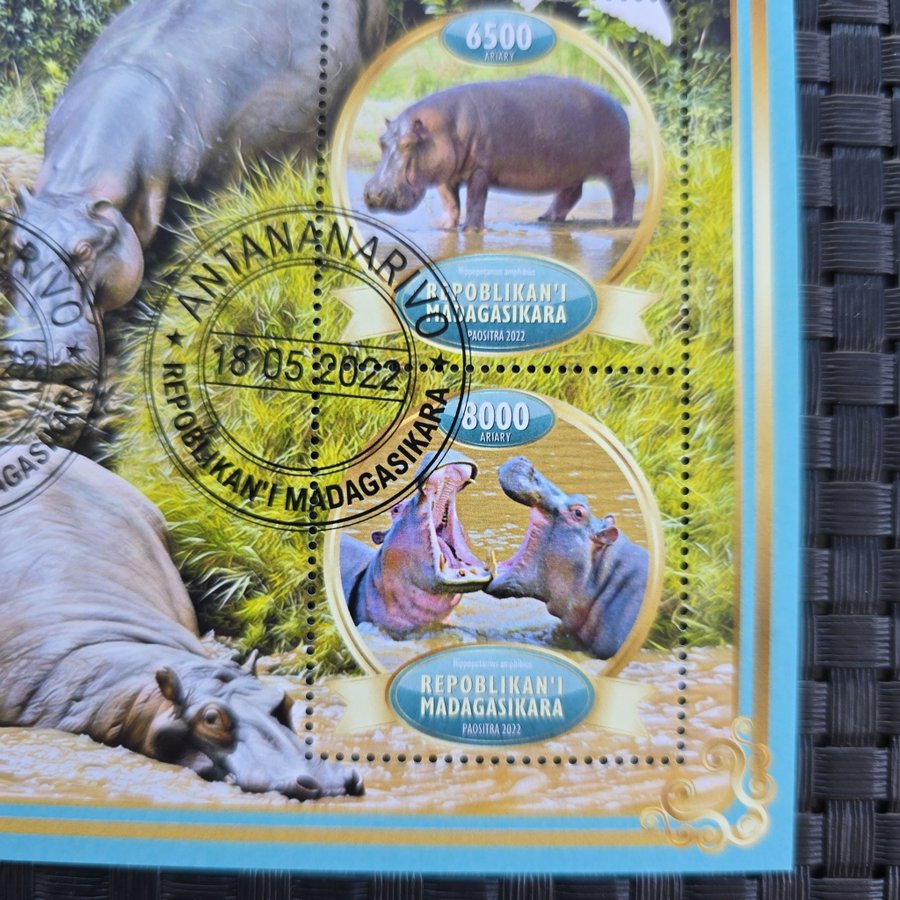 6500
ARIARY
Hippopotamus amphibius
REPOBLIKAN'I
MADAGASIKARA
PAOSITRA 2022
ANTANANARIVO
18 05 2022
★ REPOBLIKAN'I MADAGASIKARA ★
8000
ARIARY
Hippopotamus amphibius
REPOBLIKAN'I
MADAGASIKARA
PAOSITRA 2022